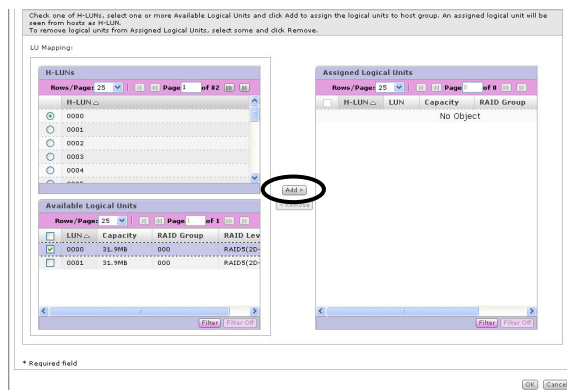 Check one of H-LUNs, select one or more Available Logical Units and click Add to assign the logical units to host group. An assigned logical unit will be
seen from hosts as H-LUN.
To remove logical units from Assigned Logical Units, select some and click Remove.
LU Mapping:
H-LUNs
Rows/Page: 25 Page 1 of 82
H-LUN
0000
0001
0002
0003
0004
0005
Add >
< Remove
Available Logical Units
Rows/Page: 25 Page 1 of 1
LUN Capacity RAID Group RAID Lev
0000 31.9MB 000 RAID5(2D-
0001 31.9MB 000 RAID5(2D-
Filter Filter Off
Assigned Logical Units
Rows/Page: 25 Page 0 of 0
H-LUN LUN Capacity RAID Group
No Object
Filter Filter Off
* Required field
OK Cancel